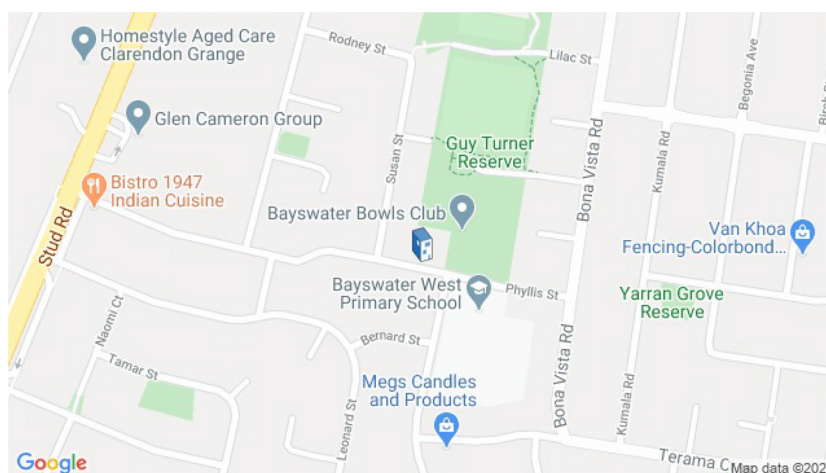 Homestyle Aged Care
Clarendon Grange
Rodney St
Lilac St
Begonia Ave
Birch St
Glen Cameron Group
Susan St
Guy Turner
Reserve
Bona Vista Rd
Kumala Rd
Bistro 1947
Indian Cuisine
Stud Rd
Bayswater Bowls Club
Van Khoa
Fencing-Colorbond...
Bayswater West
Primary School
Phyllis St
Yarran Grove
Reserve
Naomi Ct
Bernard St
Tamar St
Leonard St
Megs Candles
and Products
Bona Vista Rd
Kumala Rd
Terama C
Google
Map data ©202